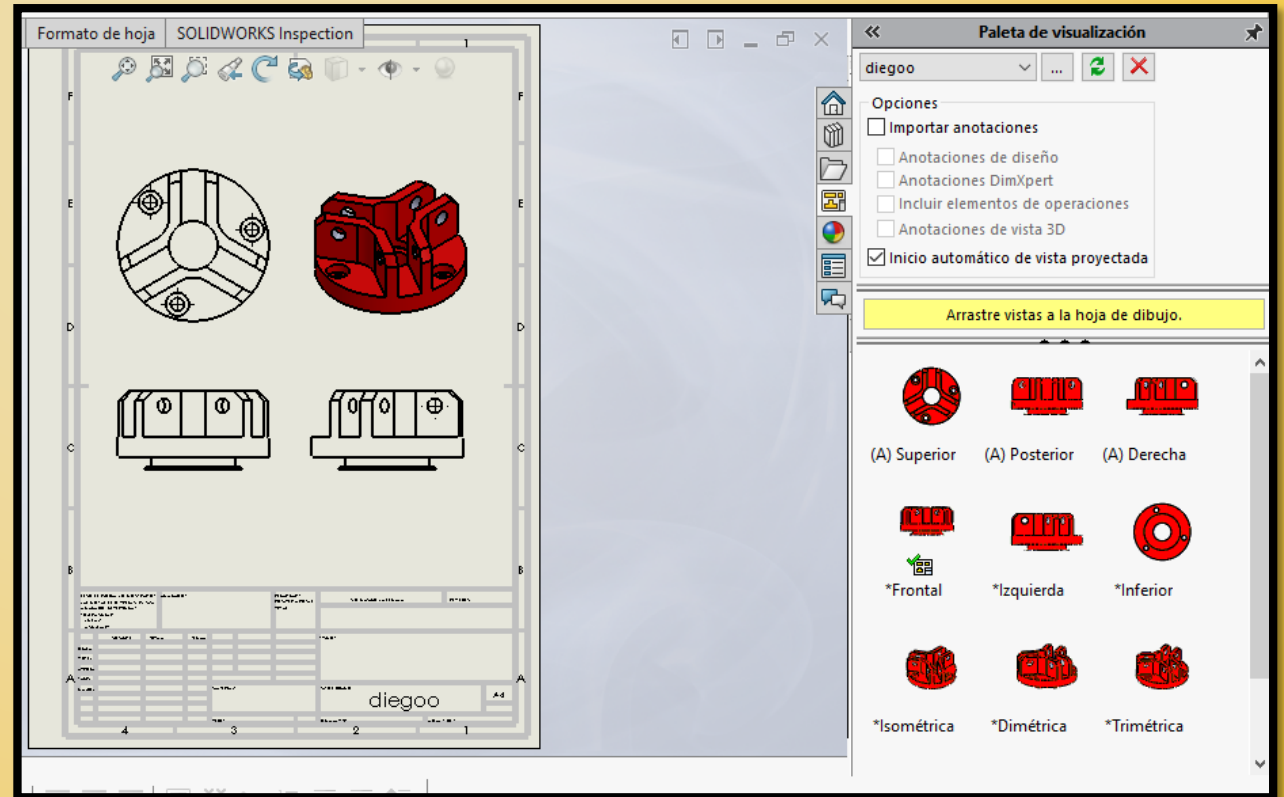 Formato de hoja
SOLIDWORKS Inspection
1
F
F
E
E
D
D
C
C
B
B
A
A
diegoo
A4
4
3
2
1
Paleta de visualización
diegoo
...
Opciones
Importar anotaciones
Anotaciones de diseño
Anotaciones DimXpert
Incluir elementos de operaciones
Anotaciones de vista 3D
Inicio automático de vista proyectada
Arrastre vistas a la hoja de dibujo.
(A) Superior
(A) Posterior
(A) Derecha
*Frontal
*Izquierda
*Inferior
*Isométrica
*Dimétrica
*Trimétrica